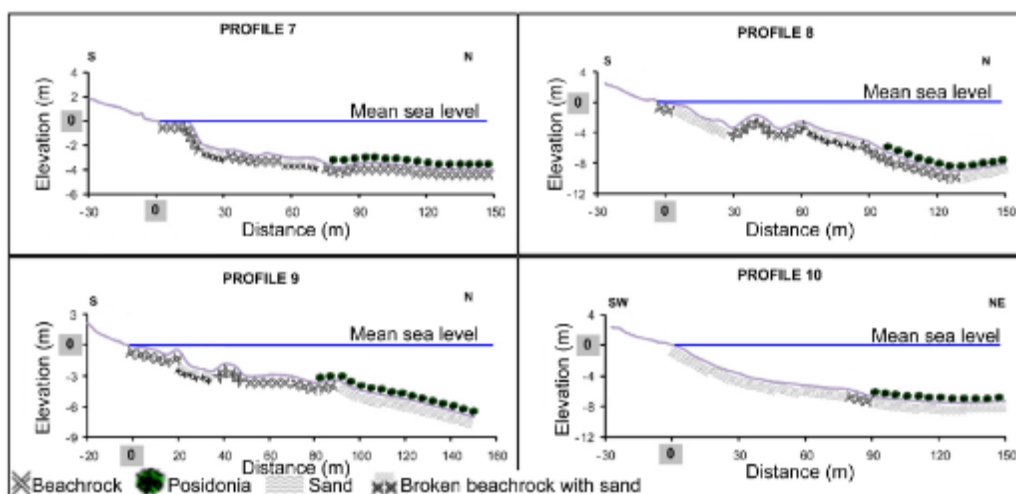 PROFILE 7
S N
4
2
0
-2
-4
-6
Elevation (m)
Mean sea level
-30 0 30 60 90 120 150
Distance (m)
PROFILE 8
S N
4
0
-4
-8
-12
Elevation (m)
Mean sea level
-30 0 30 60 90 120 150
Distance (m)
PROFILE 9
S N
3
0
-3
-6
-9
Elevation (m)
Mean sea level
-20 0 20 40 60 80 100 120 140 160
Distance (m)
PROFILE 10
SW NE
4
0
-4
-8
-12
Elevation (m)
Mean sea level
-30 0 30 60 90 120 150
Distance (m)
Beachrock Posidonia Sand Broken beachrock with sand